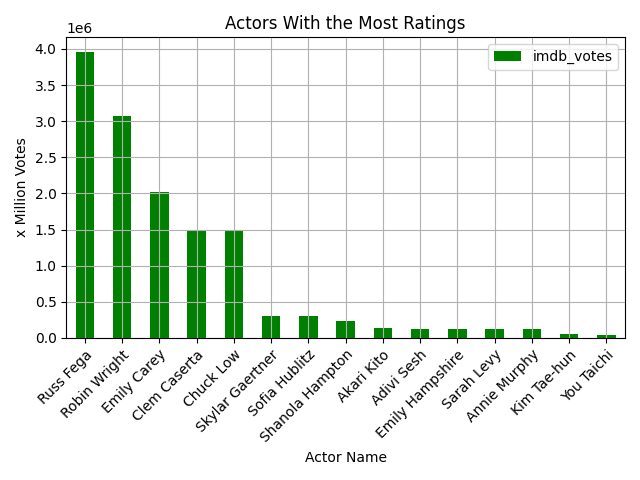 Actors With the Most Ratings
1e6
imdb_votes
x Million Votes
4.0
3.5
3.0
2.5
2.0
1.5
1.0
0.5
0.0
Russ Fega
Robin Wright
Emily Carey
Clem Caserta
Chuck Low
Skylar Gaertner
Sofia Hublitz
Shanola Hampton
Akari Kito
Adivi Sesh
Emily Hampshire
Sarah Levy
Annie Murphy
Kim Tae-hun
You Taichi
Actor Name